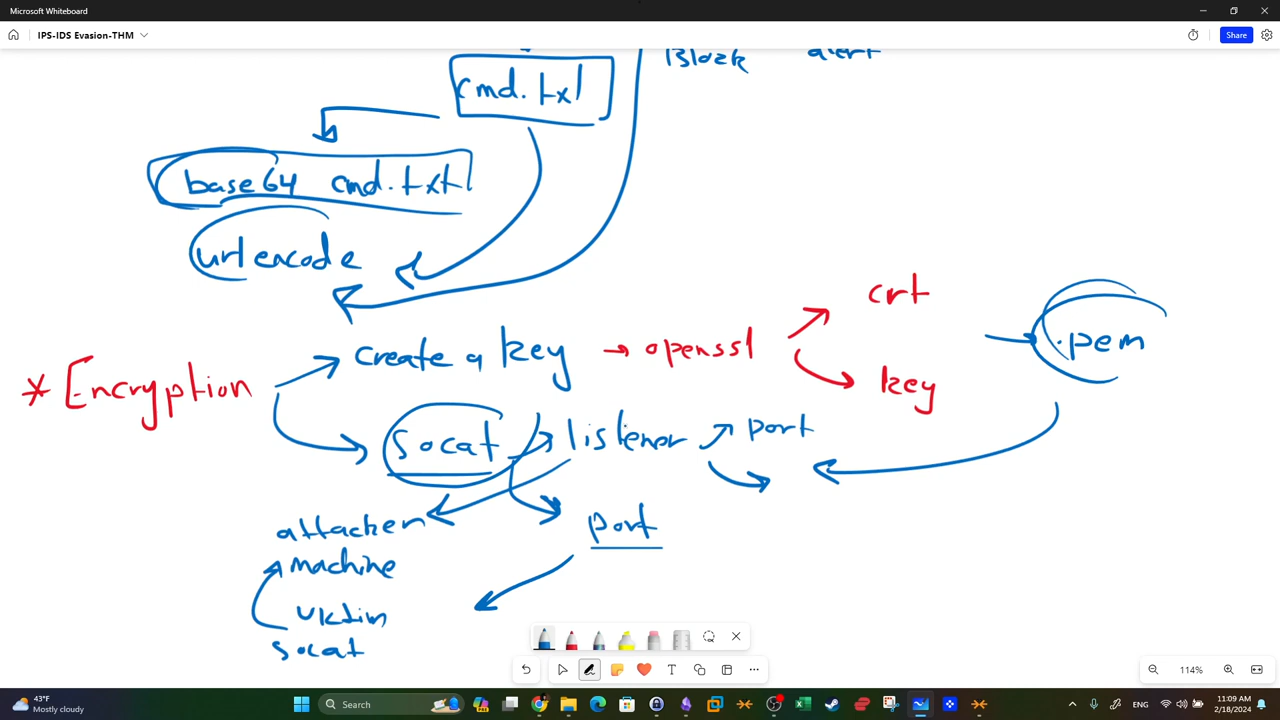 Microsoft Whiteboard
IPS-IDS Evasion-THM
Share
Block alert
cmd.txt
base64 cmd.txt
urlencode
crt
create a key → openssl
.pem
* Encryption
key
socat listener port
attacker
machine
port
victim
socat
114%
43°F
Mostly cloudy
Search
ENG
11:09 AM
2/18/2024